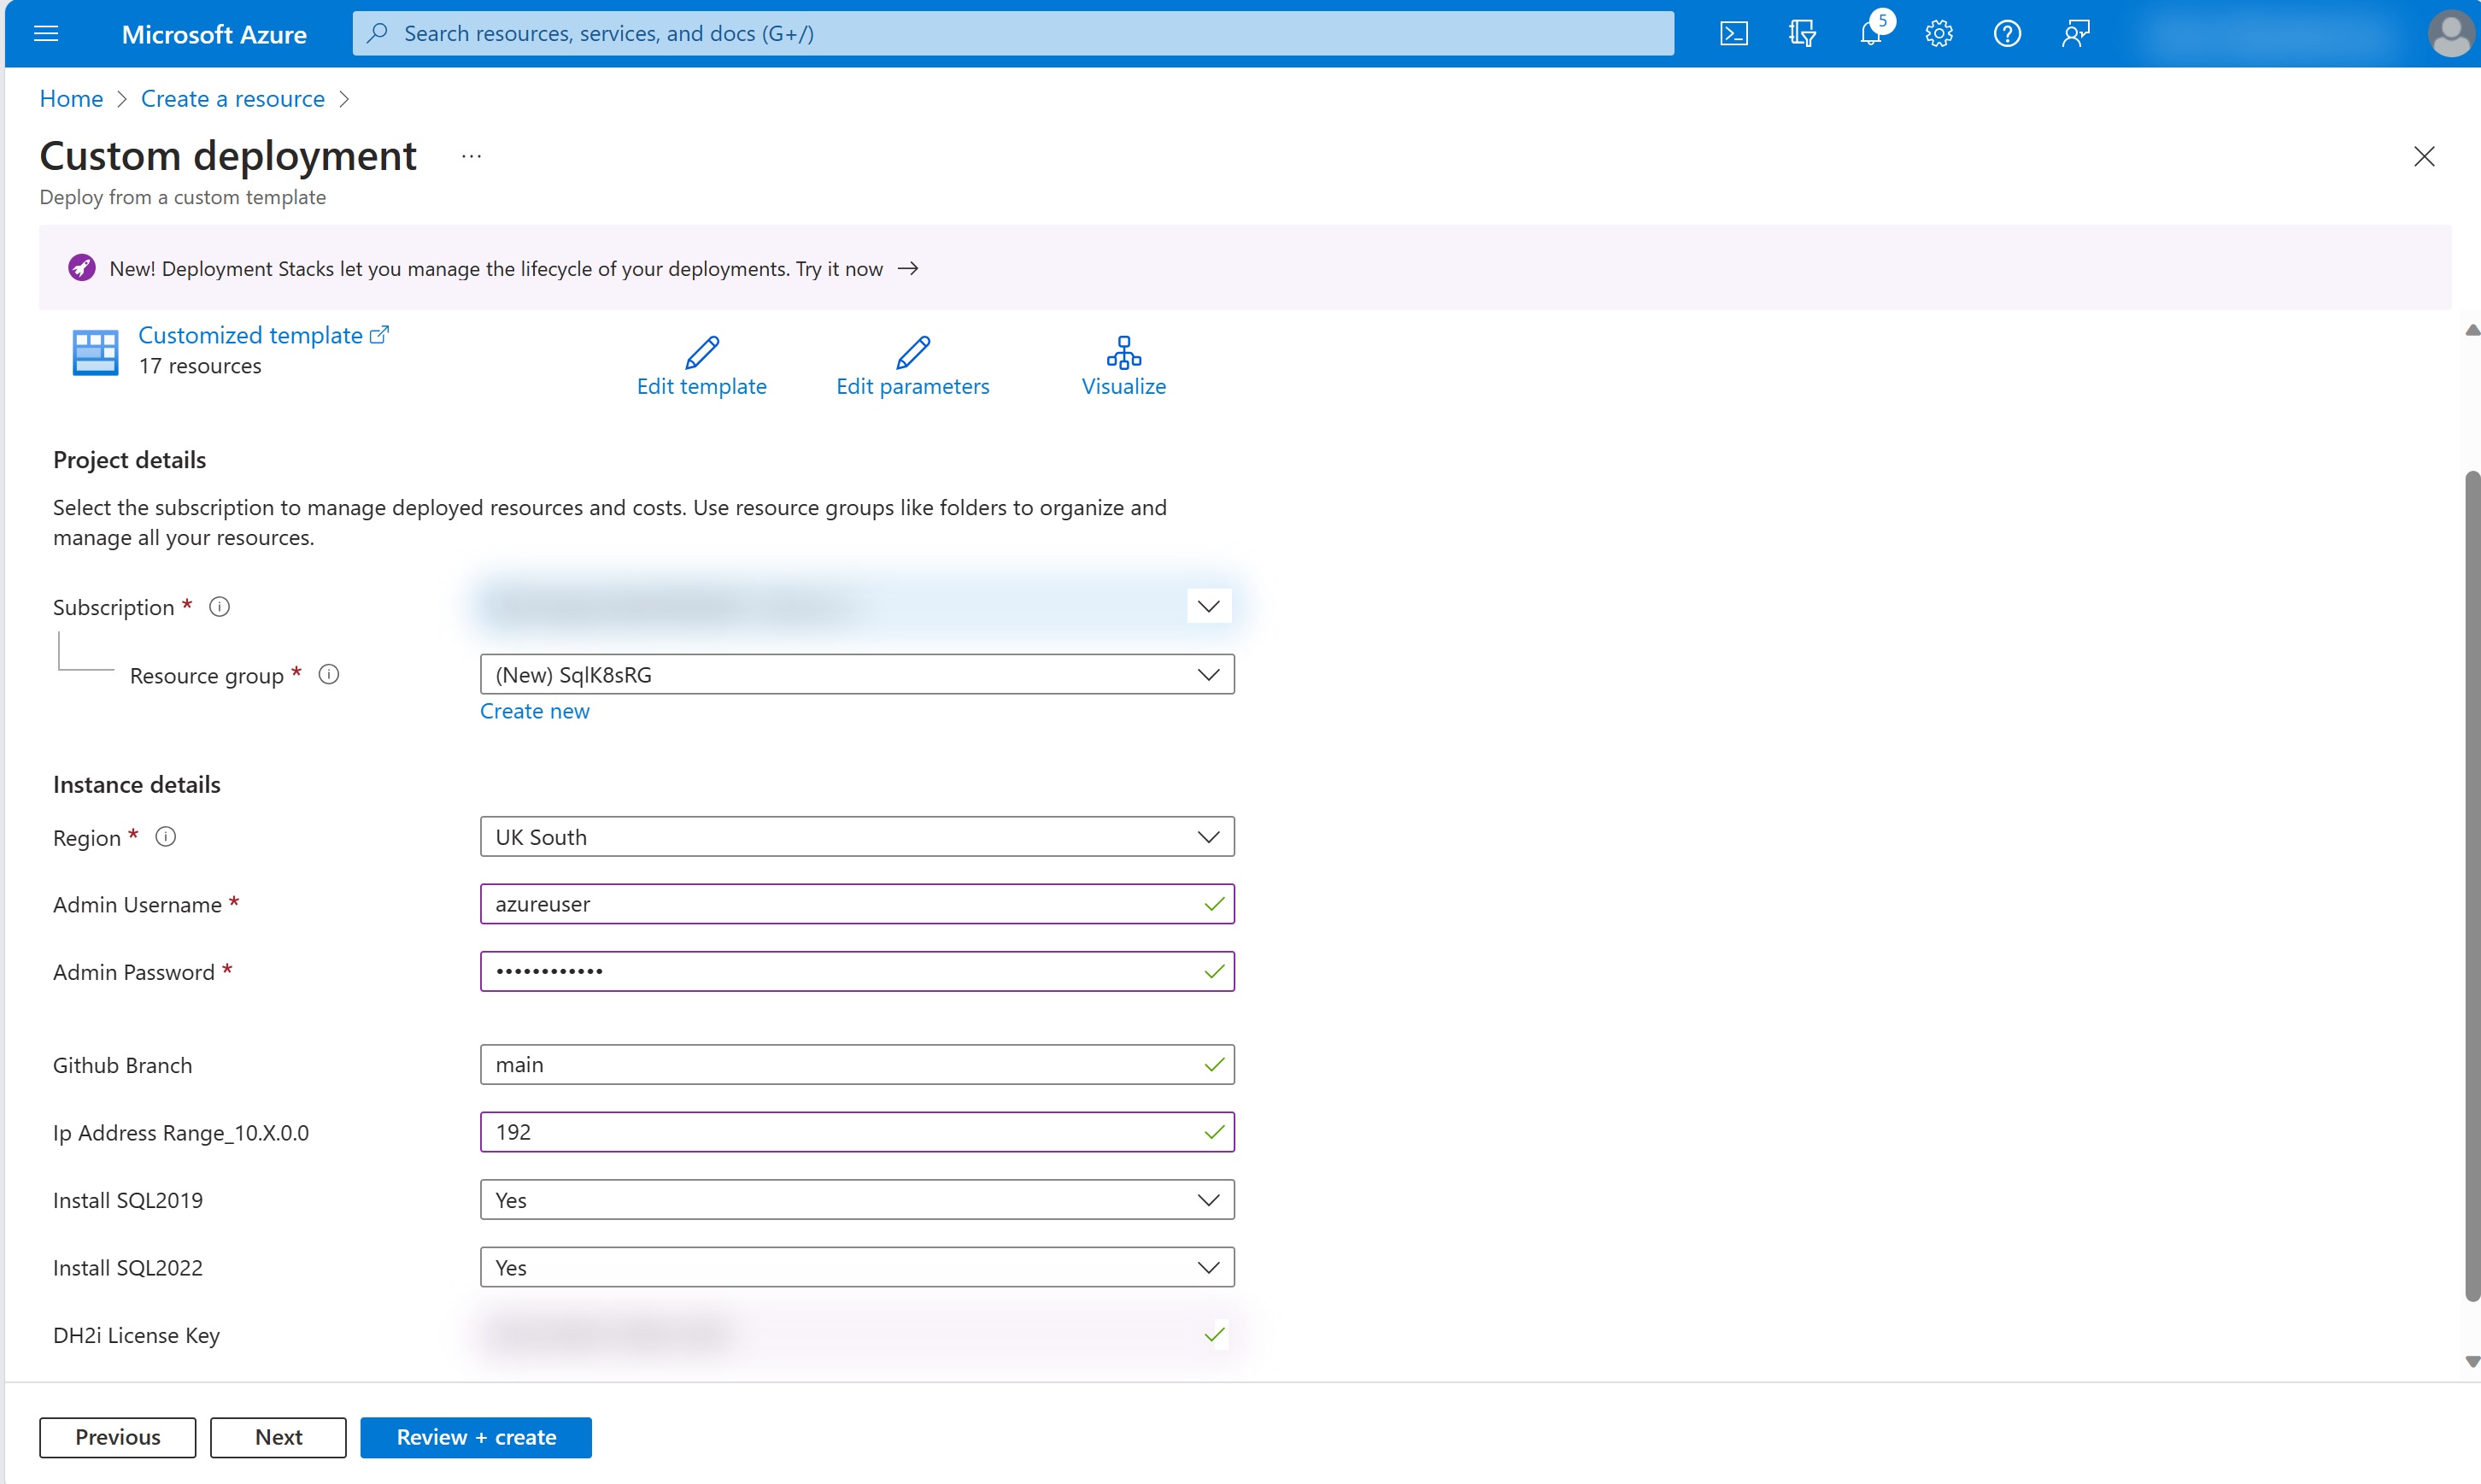 Microsoft Azure
Search resources, services, and docs (G+/)
5
Home > Create a resource >
Custom deployment ...
Deploy from a custom template
New! Deployment Stacks let you manage the lifecycle of your deployments. Try it now →
Customized template
17 resources
Edit template
Edit parameters
Visualize
Project details
Select the subscription to manage deployed resources and costs. Use resource groups like folders to organize and
manage all your resources.
Subscription *
Resource group *
(New) SqlK8sRG
Create new
Instance details
Region *
UK South
Admin Username *
azureuser
Admin Password *
••••••••••••
Github Branch
main
Ip Address Range_10.X.0.0
192
Install SQL2019
Yes
Install SQL2022
Yes
DH2i License Key
Previous
Next
Review + create